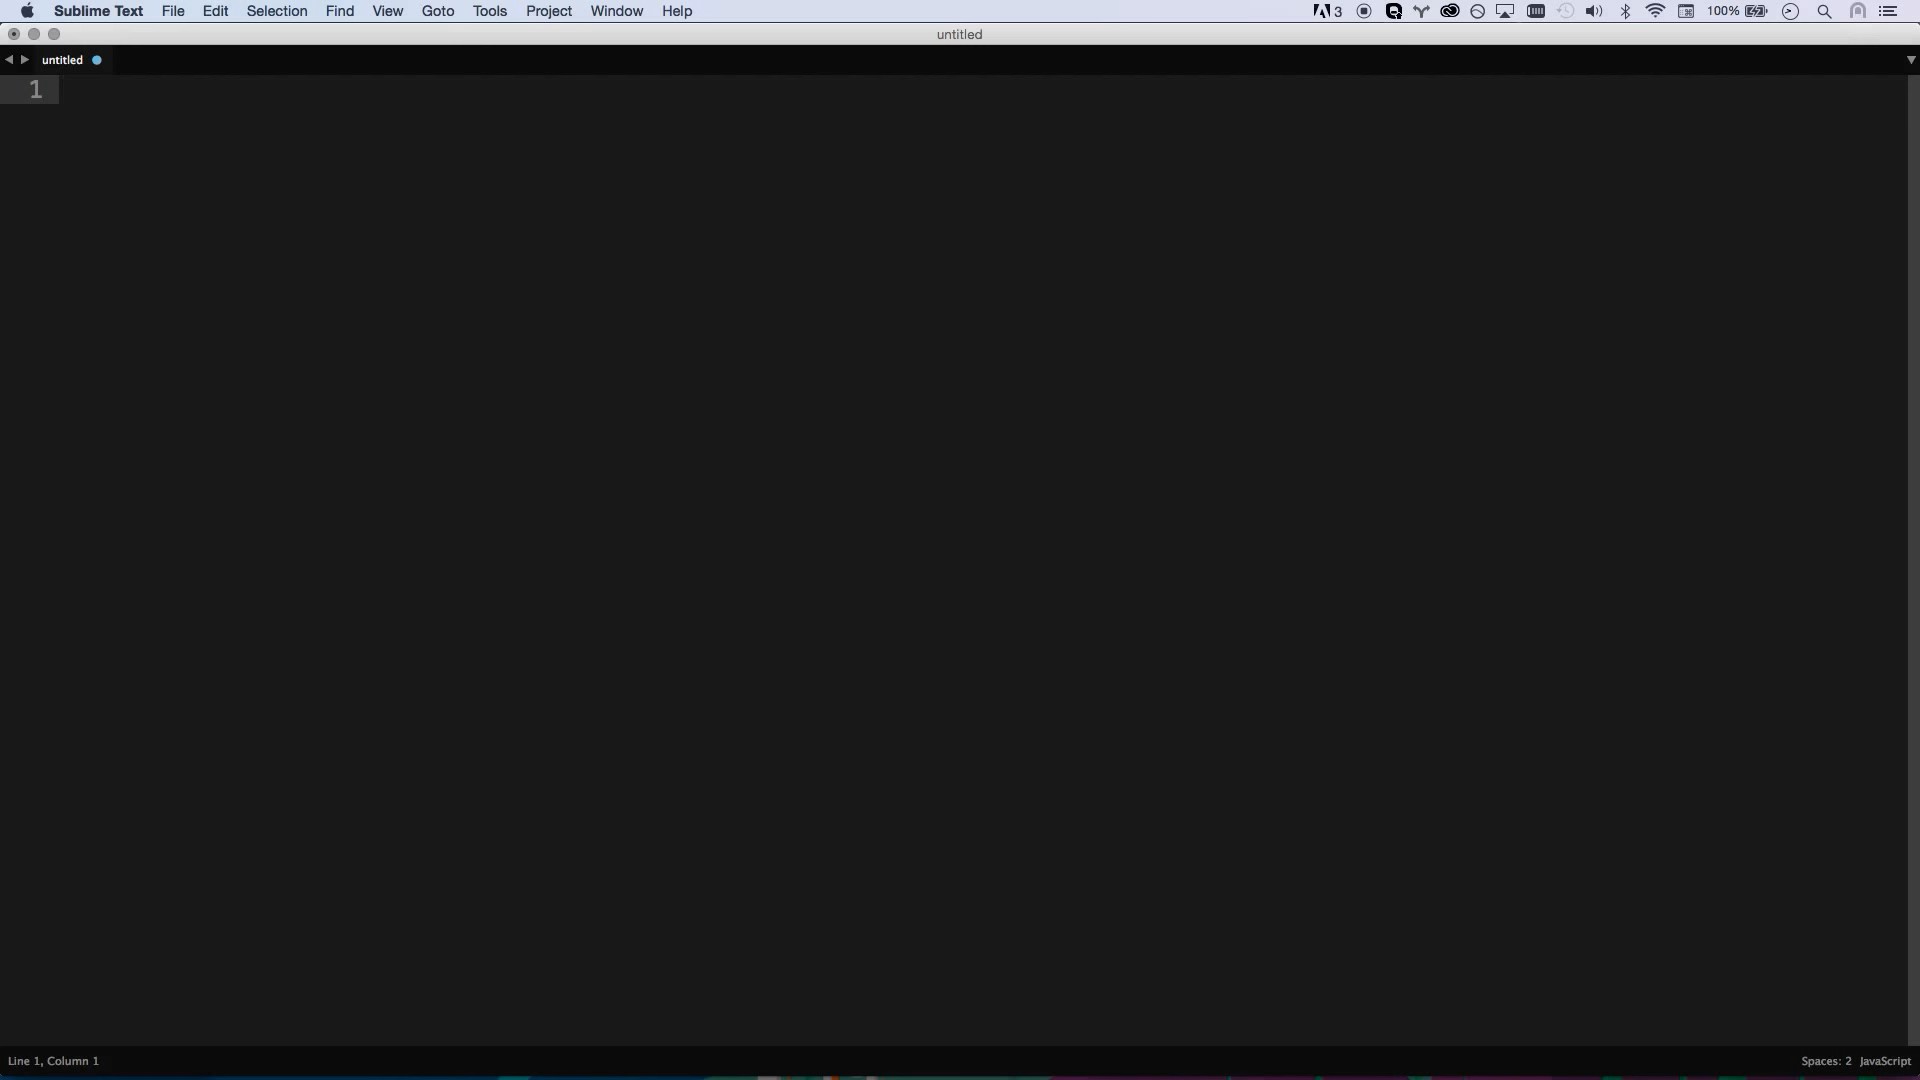 Sublime Text File Edit Selection Find View Goto Tools Project Window Help 3 100%
untitled
untitled
1
Line 1, Column 1 Spaces: 2 JavaScript